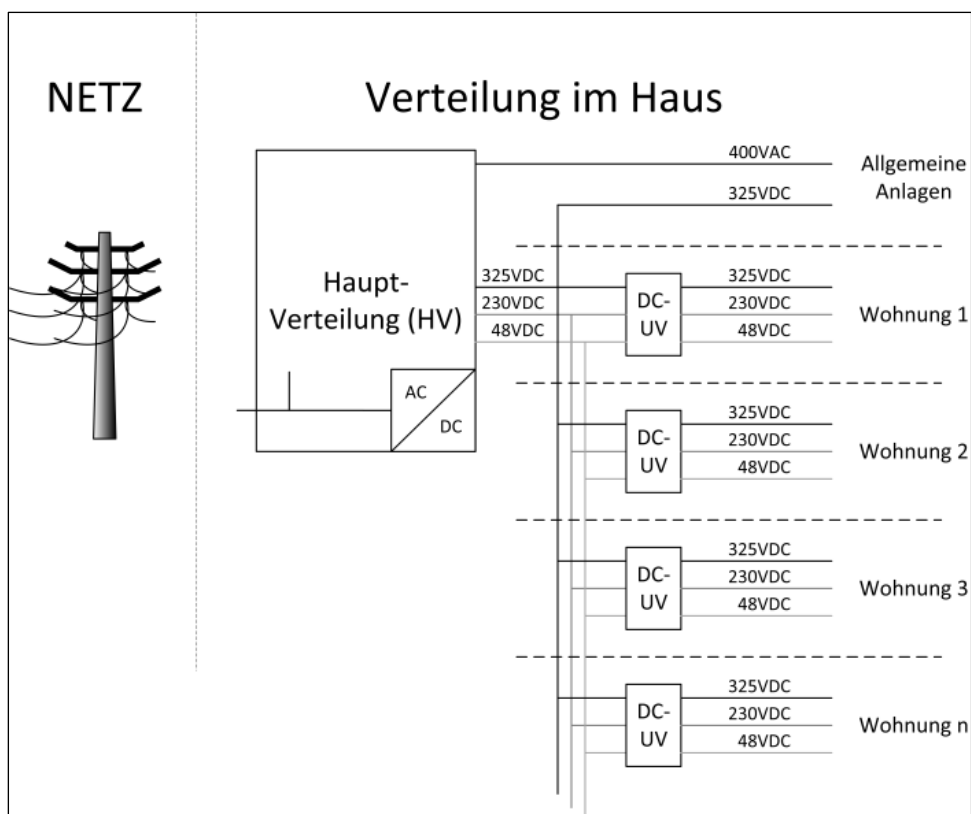 NETZ
Verteilung im Haus
400VAC
325VDC
Allgemeine
Anlagen
Haupt-
Verteilung (HV)
AC
DC
325VDC
230VDC
48VDC
DC-
UV
325VDC
230VDC
48VDC
Wohnung 1
DC-
UV
325VDC
230VDC
48VDC
Wohnung 2
DC-
UV
325VDC
230VDC
48VDC
Wohnung 3
DC-
UV
325VDC
230VDC
48VDC
Wohnung n